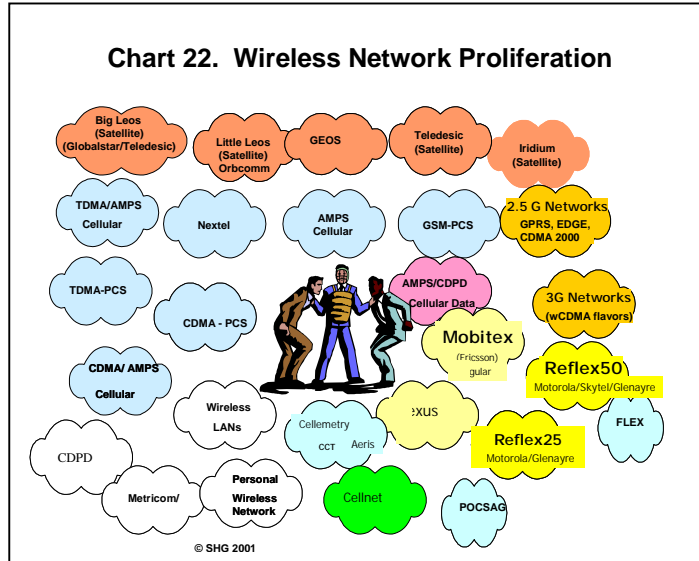 Chart 22. Wireless Network Proliferation
Big Leos
(Satellite)
(Globalstar/Teledesic)
Little Leos
(Satellite)
Orbcomm
GEOS
Teledesic
(Satellite)
Iridium
(Satellite)
TDMA/AMPS
Cellular
Nextel
AMPS
Cellular
GSM-PCS
2.5 G Networks
GPRS, EDGE,
CDMA 2000
TDMA-PCS
CDMA - PCS
AMPS/CDPD
Cellular Data
3G Networks
(wCDMA flavors)
Mobitex
(Ericsson)
gular
CDMA/ AMPS
Cellular
Wireless
LANs
Cellemetry
CCT Aeris
exus
Reflex50
Motorola/Skytel/Glenayre
Reflex25
Motorola/Glenayre
FLEX
CDPD
Metricom/
Personal
Wireless
Network
Cellnet
POCSAG
© SHG 2001